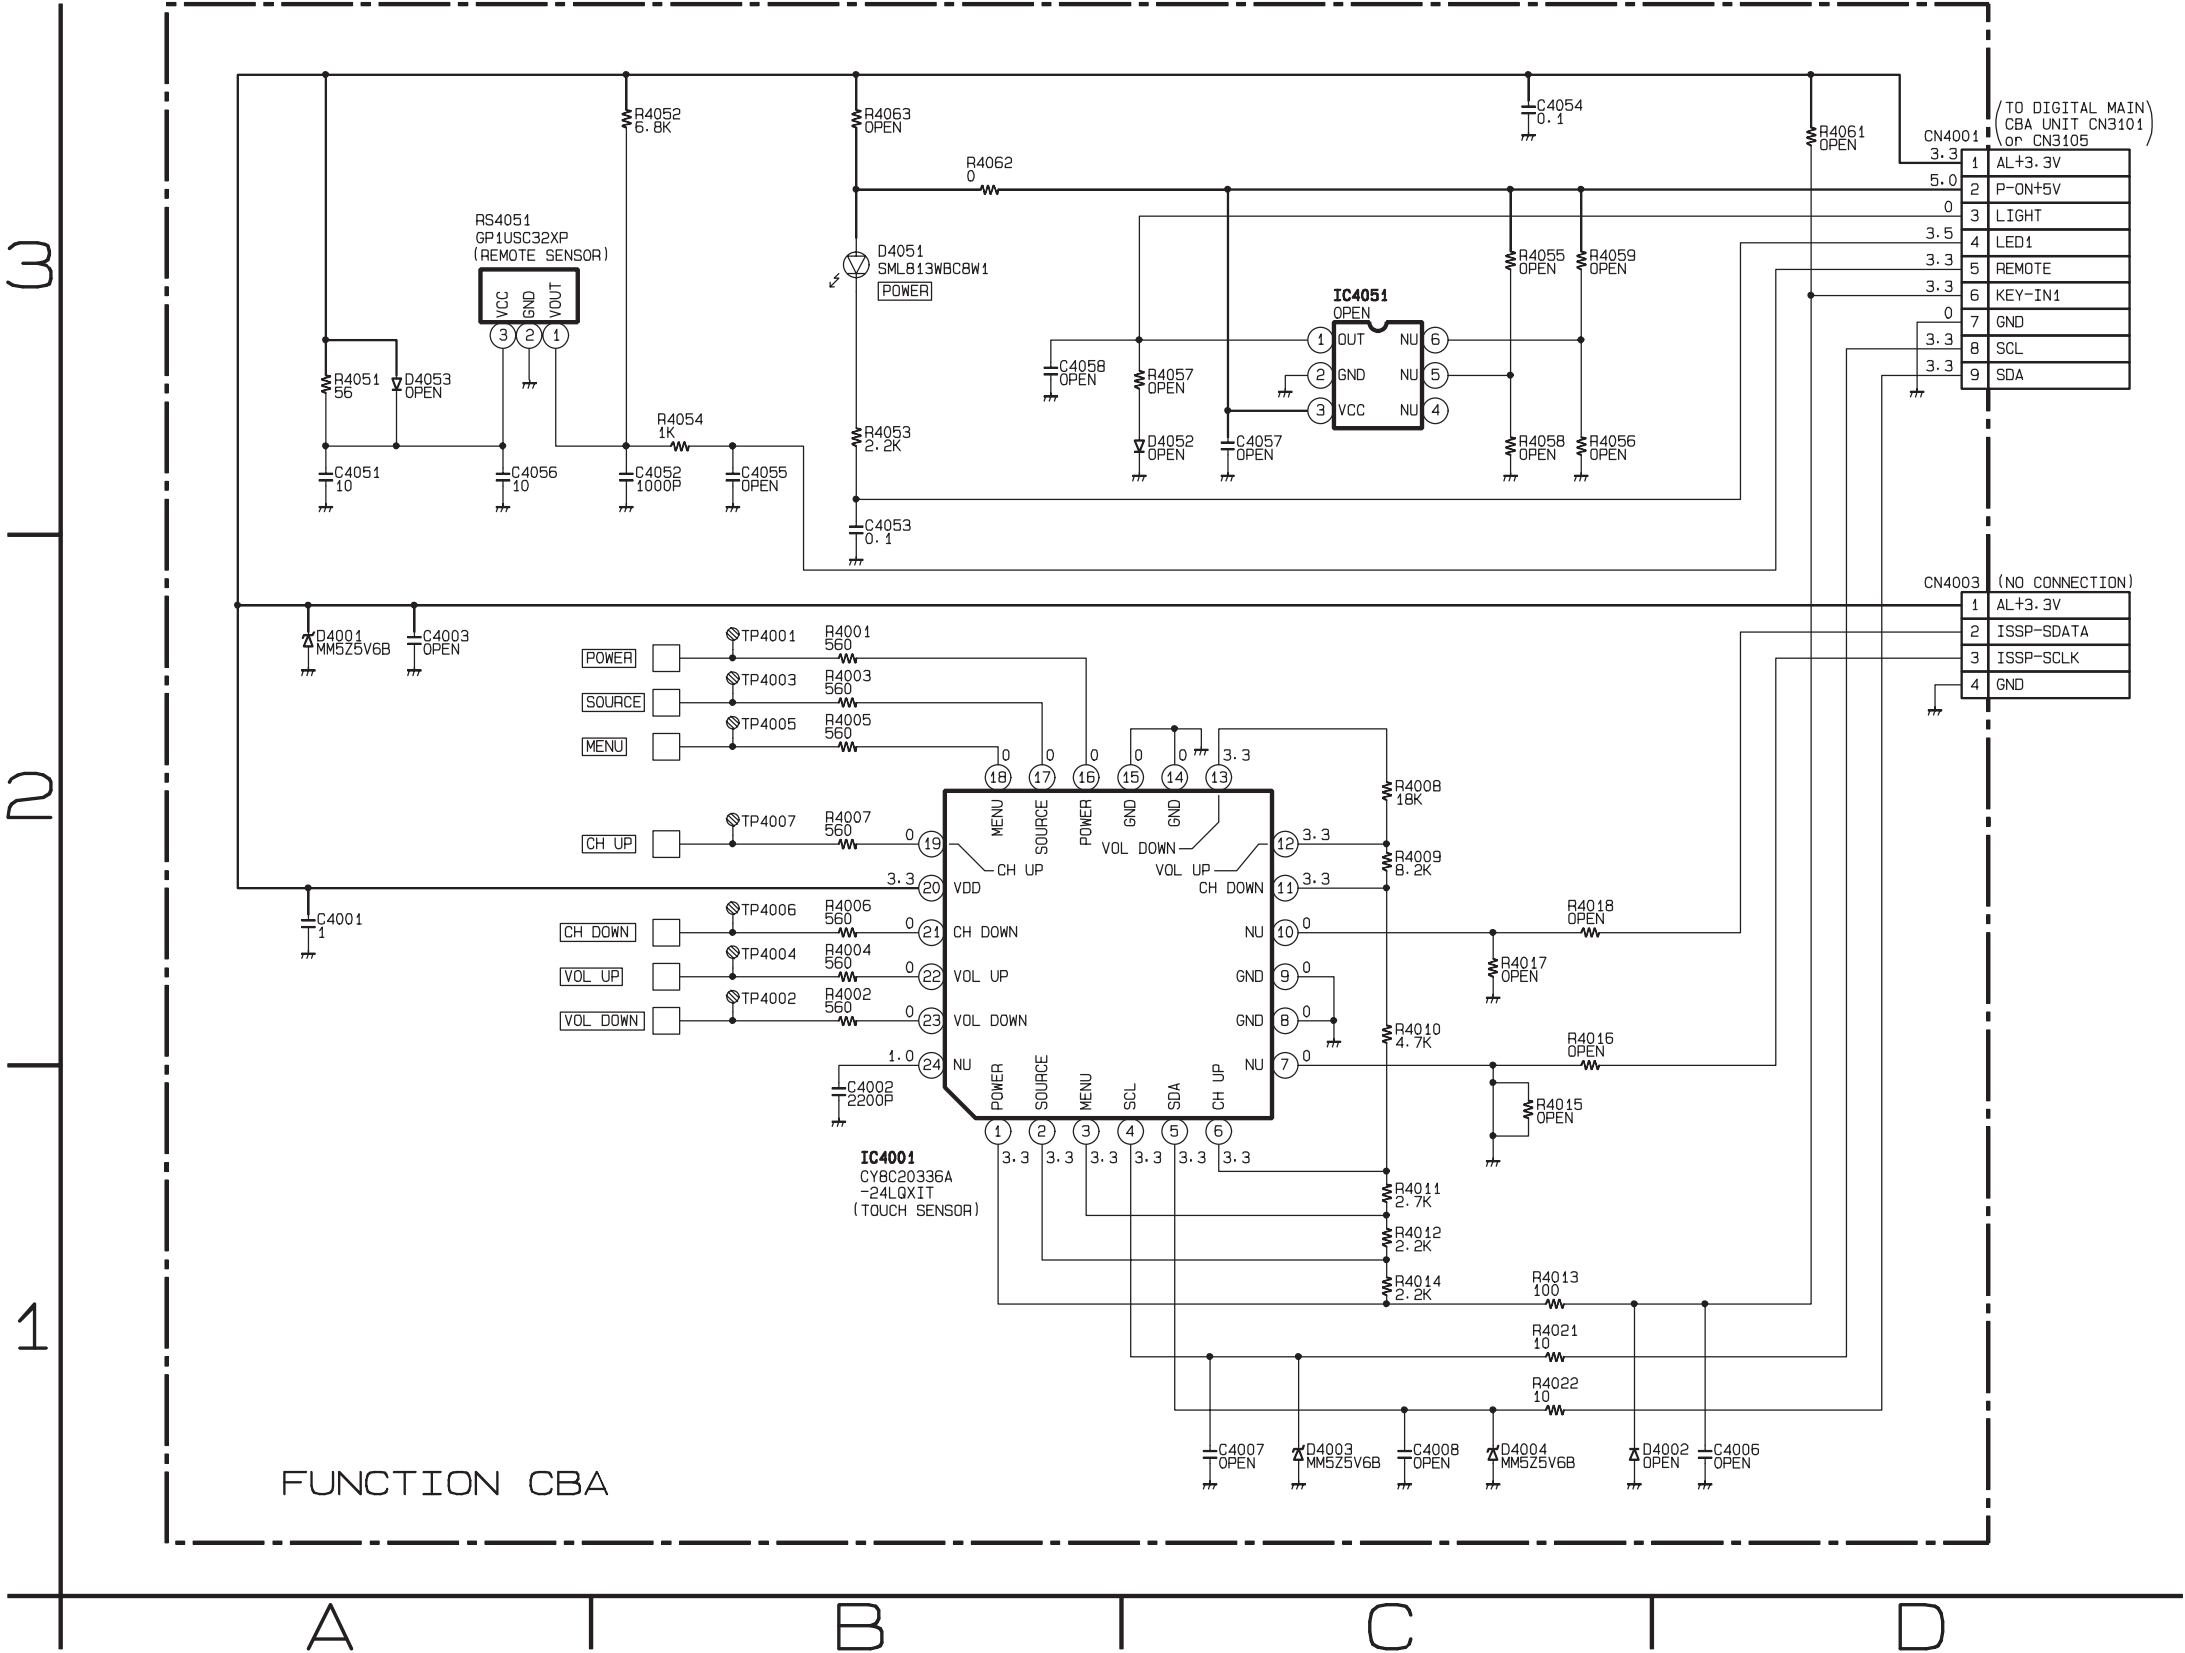 R4052
6.8K
R4063
OPEN
C4054
0.1
R4061
OPEN
(TO DIGITAL MAIN
CBA UNIT CN3101
or CN3105)
CN4001
R4062
0
3.3 1 AL+3.3V
5.0 2 P-ON+5V
0 3 LIGHT
3.5 4 LED1
3.3 5 REMOTE
3.3 6 KEY-IN1
0 7 GND
3.3 8 SCL
3.3 9 SDA
3
RS4051
GP1USC32XP
(REMOTE SENSOR)
VCC GND VOUT
3 2 1
D4051
SML813WBC8W1
POWER
R4055
OPEN
R4059
OPEN
IC4051
OPEN
1 OUT NU 6
2 GND NU 5
3 VCC NU 4
R4051
56
D4053
OPEN
C4058
OPEN
R4057
OPEN
R4054
1K
R4053
2.2K
D4052
OPEN
C4057
OPEN
R4058
OPEN
R4056
OPEN
C4051
10
C4056
10
C4052
1000P
C4055
OPEN
C4053
0.1
CN4003 (NO CONNECTION)
1 AL+3.3V
2 ISSP-SDATA
3 ISSP-SCLK
4 GND
D4001
MM5Z5V6B
C4003
OPEN
POWER TP4001 R4001
560
SOURCE TP4003 R4003
560
MENU TP4005 R4005
560
2
0 0 0 0 0 3.3
18 17 16 15 14 13
MENU SOURCE POWER GND GND VOL DOWN
R4008
18K
CH UP TP4007 R4007
560
0 19 CH UP
VOL UP 12 3.3
R4009
8.2K
3.3 20 VDD
CH DOWN 11 3.3
C4001
1
CH DOWN TP4006 R4006
560
0 21 CH DOWN
NU 10 0
R4018
OPEN
R4017
OPEN
VOL UP TP4004 R4004
560
0 22 VOL UP
GND 9 0
VOL DOWN TP4002 R4002
560
0 23 VOL DOWN
GND 8 0
R4010
4.7K
R4016
OPEN
1.0 24 NU
NU 7 0
C4002
2200P
POWER SOURCE MENU SCL SDA CH UP
1 2 3 4 5 6
3.3 3.3 3.3 3.3 3.3 3.3
R4015
OPEN
IC4001
CY8C20336A
-24LQXIT
(TOUCH SENSOR)
R4011
2.7K
R4012
2.2K
R4014
2.2K
R4013
100
1
R4021
10
R4022
10
C4007
OPEN
D4003
MM5Z5V6B
C4008
OPEN
D4004
MM5Z5V6B
D4002
OPEN
C4006
OPEN
FUNCTION CBA
A B C D